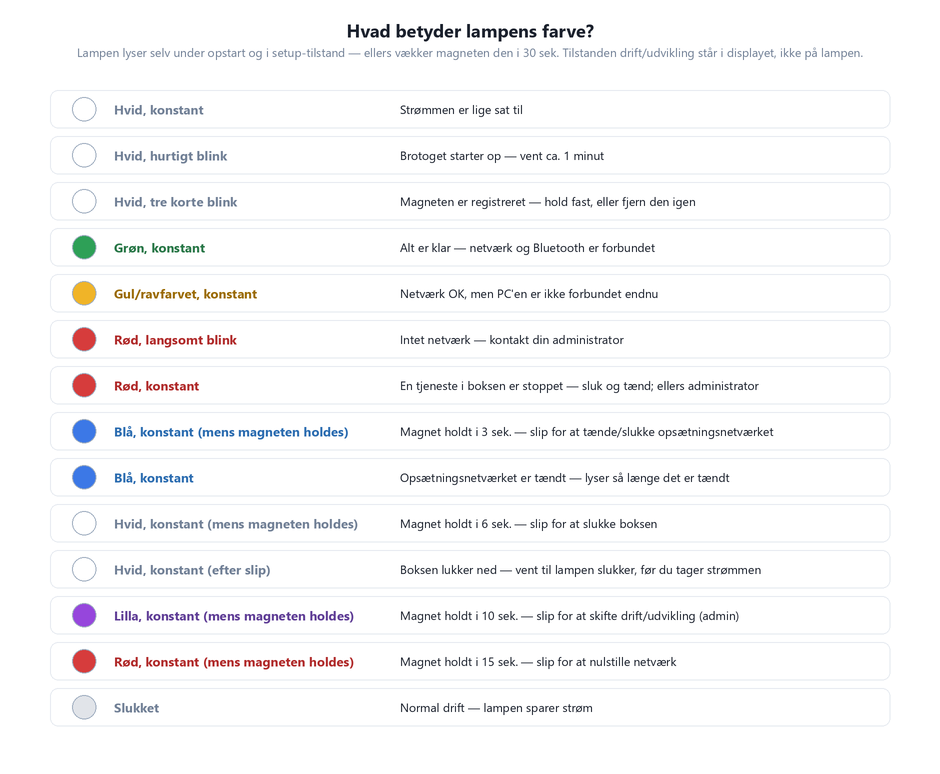 Hvad betyder lampens farve?
Lampen lyser selv under opstart og i setup-tilstand — ellers vækker magneten den i 30 sek. Tilstanden drift/udvikling står i displayet, ikke på lampen.
Hvid, konstant Strømmen er lige sat til
Hvid, hurtigt blink Brotoget starter op — vent ca. 1 minut
Hvid, tre korte blink Magneten er registreret — hold fast, eller fjern den igen
Grøn, konstant Alt er klar — netværk og Bluetooth er forbundet
Gul/ravfarvet, konstant Netværk OK, men PC'en er ikke forbundet endnu
Rød, langsomt blink Intet netværk — kontakt din administrator
Rød, konstant En tjeneste i boksen er stoppet — sluk og tænd; ellers administrator
Blå, konstant (mens magneten holdes) Magnet holdt i 3 sek. — slip for at tænde/slukke opsætningsnetværket
Blå, konstant Opsætningsnetværket er tændt — lyser så længe det er tændt
Hvid, konstant (mens magneten holdes) Magnet holdt i 6 sek. — slip for at slukke boksen
Hvid, konstant (efter slip) Boksen lukker ned — vent til lampen slukker, før du tager strømmen
Lilla, konstant (mens magneten holdes) Magnet holdt i 10 sek. — slip for at skifte drift/udvikling (admin)
Rød, konstant (mens magneten holdes) Magnet holdt i 15 sek. — slip for at nulstille netværk
Slukket Normal drift — lampen sparer strøm